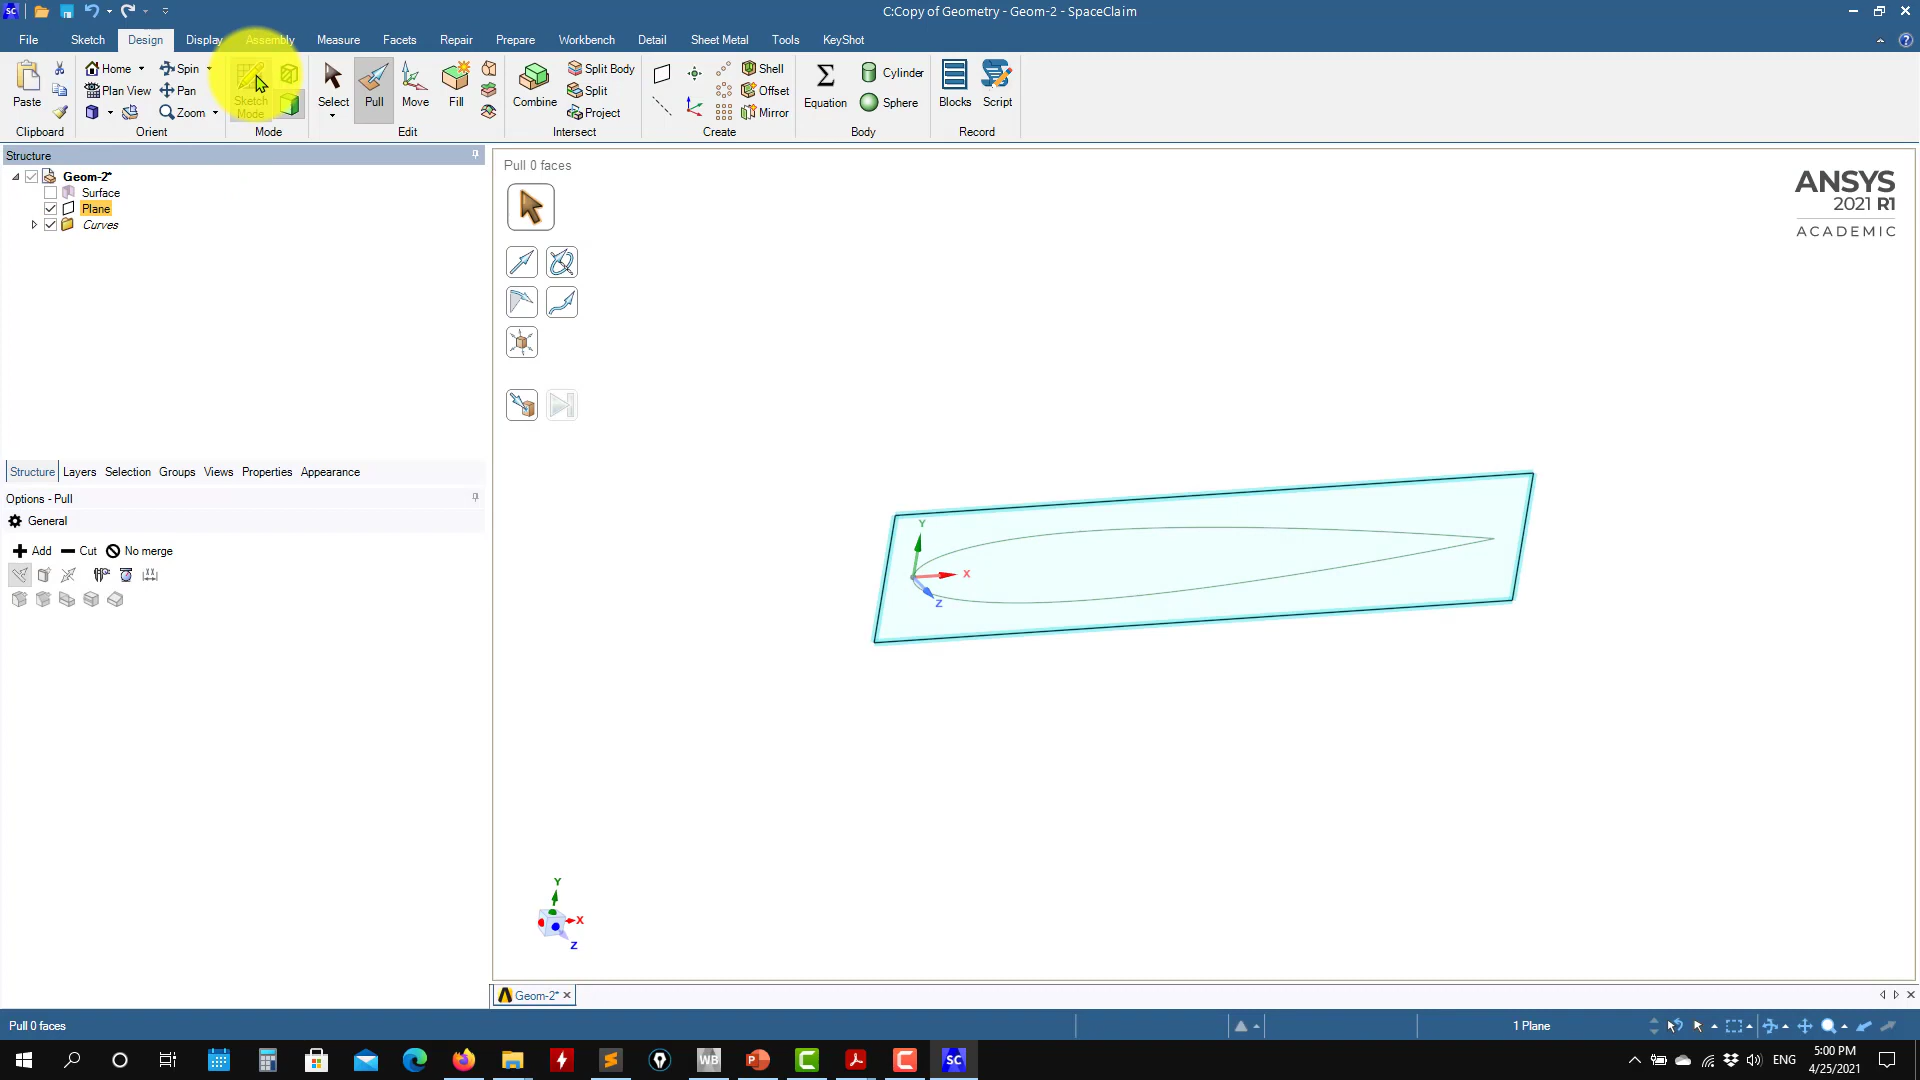 C:Copy of Geometry - Geom-2 - SpaceClaim
File Sketch Design Display Assembly Measure Facets Repair Prepare Workbench Detail Sheet Metal Tools KeyShot
Paste
Clipboard
Home Spin
Plan View Pan
Zoom
Orient
Sketch
Mode
Mode
Select Pull Move Fill
Edit
Combine
Split Body
Split
Project
Intersect
Shell
Offset
Mirror
Create
Equation
Cylinder
Sphere
Body
Blocks Script
Record
Structure
Geom-2*
Surface
Plane
Curves
Structure Layers Selection Groups Views Properties Appearance
Options - Pull
General
Add Cut No merge
Pull 0 faces
ANSYS
2021 R1
ACADEMIC
Y
X
Z
Y
X
Z
Geom-2*
Pull 0 faces
1 Plane
WB
SC
ENG
5:00 PM
4/25/2021